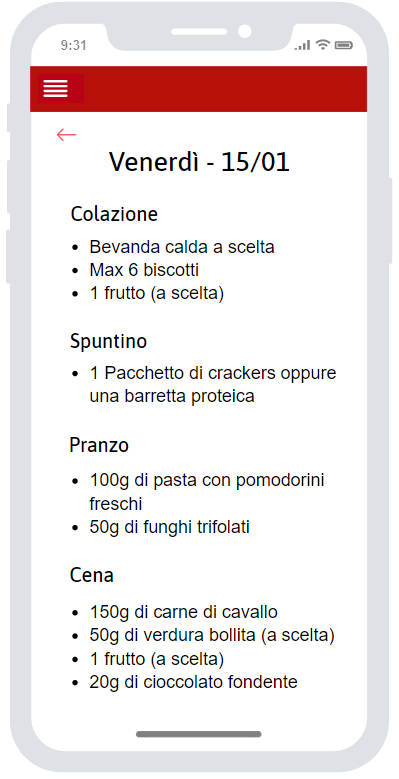 9:31
Venerdì - 15/01
Colazione
• Bevanda calda a scelta
• Max 6 biscotti
• 1 frutto (a scelta)
Spuntino
• 1 Pacchetto di crackers oppure
una barretta proteica
Pranzo
• 100g di pasta con pomodorini
freschi
• 50g di funghi trifolati
Cena
• 150g di carne di cavallo
• 50g di verdura bollita (a scelta)
• 1 frutto (a scelta)
• 20g di cioccolato fondente